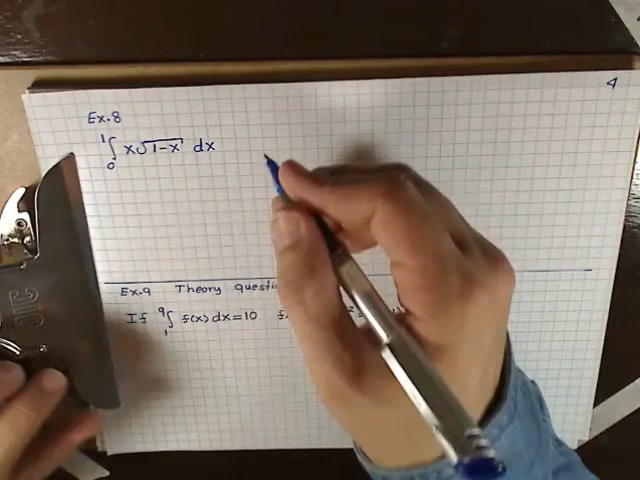 4
Ex.8
∫₀¹ x√(1-x) dx
Ex.9 Theory
If ∫₁⁹ f(x)dx=10